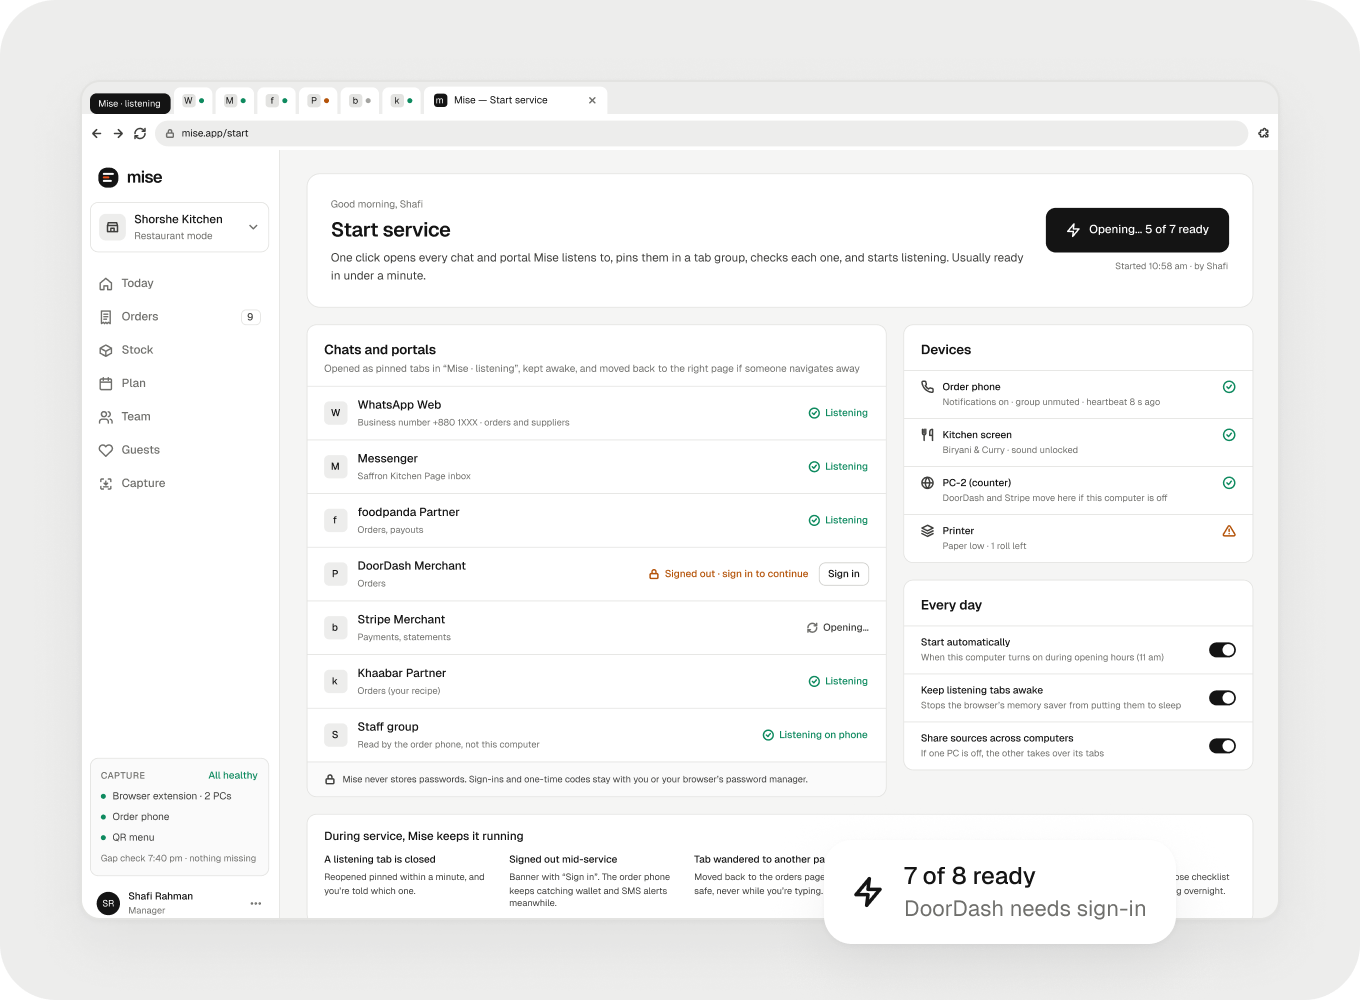 Mise · listening
W
M
f
P
b
k
m
Mise — Start service
mise.app/start
mise
Shorshe Kitchen
Restaurant mode
Today
Orders
9
Stock
Plan
Team
Guests
Capture
CAPTURE
All healthy
Browser extension · 2 PCs
Order phone
QR menu
Gap check 7:40 pm · nothing missing
SR
Shafi Rahman
Manager
Good morning, Shafi
Start service
One click opens every chat and portal Mise listens to, pins them in a tab group, checks each one, and starts listening. Usually ready
in under a minute.
Opening... 5 of 7 ready
Started 10:58 am · by Shafi
Chats and portals
Opened as pinned tabs in “Mise · listening”, kept awake, and moved back to the right page if someone navigates away
W
WhatsApp Web
Business number +880 1XXX · orders and suppliers
Listening
M
Messenger
Saffron Kitchen Page inbox
Listening
f
foodpanda Partner
Orders, payouts
Listening
P
DoorDash Merchant
Orders
Signed out · sign in to continue
Sign in
b
Stripe Merchant
Payments, statements
Opening...
k
Khaabar Partner
Orders (your recipe)
Listening
S
Staff group
Read by the order phone, not this computer
Listening on phone
Mise never stores passwords. Sign-ins and one-time codes stay with you or your browser’s password manager.
Devices
Order phone
Notifications on · group unmuted · heartbeat 8 s ago
Kitchen screen
Biryani & Curry · sound unlocked
PC-2 (counter)
DoorDash and Stripe move here if this computer is off
Printer
Paper low · 1 roll left
Every day
Start automatically
When this computer turns on during opening hours (11 am)
Keep listening tabs awake
Stops the browser’s memory saver from putting them to sleep
Share sources across computers
If one PC is off, the other takes over its tabs
During service, Mise keeps it running
A listening tab is closed
Reopened pinned within a minute, and
you’re told which one.
Signed out mid-service
Banner with “Sign in”. The order phone
keeps catching wallet and SMS alerts
meanwhile.
Tab wandered to another pa
Moved back to the orders page
safe, never while you’re typing.
ose checklist
g overnight.
7 of 8 ready
DoorDash needs sign-in